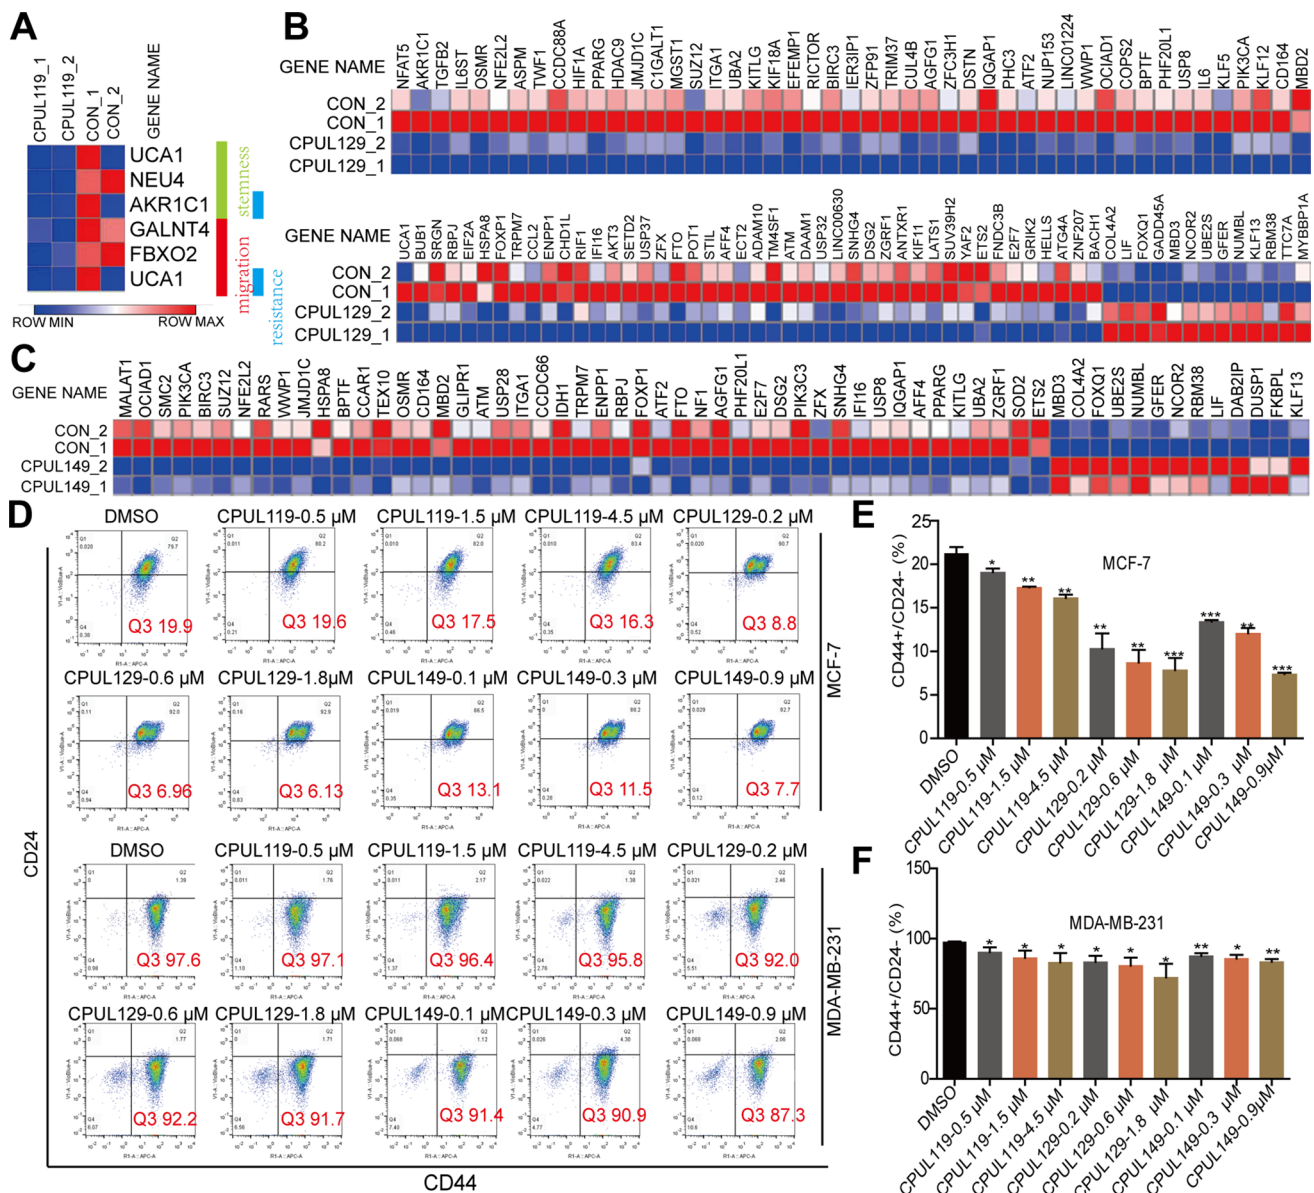 A
CPUL119_1
CPUL119_2
CON_1
CON_2
GENE NAME
UCA1
NEU4
AKR1C1
GALNT4
FBXO2
UCA1
stemness
migration
resistance
ROW MIN
ROW MAX
B
GENE NAME
NFAT5
AKR1C1
TGFB2
IL6ST
OSMR
NFE2L2
ASPM
TWF1
CCDC88A
HIF1A
PPARG
HDAC9
JMJD1C
C1GALT1
MGST1
SUZ12
ITGA1
UBA2
KITLG
KIF18A
EFEMP1
RICTOR
BIRC3
IER3IP1
ZFP91
TRIM37
CUL4B
AGFG1
ZFC3H1
DSTN
IQGAP1
PHC3
ATF2
NUP153
LINC01224
WWP1
OCIAD1
COPS2
BPTF
PHF20L1
USP8
IL6
KLF5
PIK3CA
KLF12
CD164
MBD2
CON_2
CON_1
CPUL129_2
CPUL129_1
GENE NAME
UCA1
BUB1
SRGN
RBPJ
EIF2A
HSPA8
FOXP1
TRPM7
CCL2
ENPP1
CHD1L
RIF1
IFI16
AKT3
SETD2
USP37
ZFX
FTO
POT1
STIL
AFF4
ECT2
ADAM10
TM4SF1
ATM
DAAM1
USP32
LINC00630
SNHG4
DSG2
ZGRF1
ANTXR1
KIF11
LATS1
SUV39H2
YAF2
ETS2
FNDC3B
E2F7
GRIK2
HELLS
ATG4A
ZNF207
BACH1
COL4A2
LIF
FOXQ1
GADD45A
MBD3
NCOR2
UBE2S
GFER
NUMBL
KLF13
RBM38
TTC7A
MYBBP1A
CON_2
CON_1
CPUL129_2
CPUL129_1
C
GENE NAME
MALAT1
OCIAD1
SMC2
PIK3CA
BIRC3
SUZ12
NFE2L2
RARS
WWP1
JMJD1C
HSPA8
BPTF
CCAR1
TEX10
OSMR
CD164
MBD2
GLIPR1
ATM
USP28
ITGA1
CCDC66
IDH1
TRPM7
ENPP1
RBPJ
FOXP1
ATF2
FTO
NF1
AGFG1
PHF20L1
E2F7
DSG2
PIK3C3
ZFX
SNHG4
IFI16
USP8
IQGAP1
AFF4
PPARG
KITLG
UBA2
ZGRF1
SOD2
ETS2
MBD3
COL4A2
FOXQ1
UBE2S
NUMBL
GFER
NCOR2
RBM38
LIF
DAB2IP
DUSP1
FKBPL
KLF13
CON_2
CON_1
CPUL149_2
CPUL149_1
D
DMSO
CPUL119-0.5 µM
CPUL119-1.5 µM
CPUL119-4.5 µM
CPUL129-0.2 µM
Q3 19.9
Q3 19.6
Q3 17.5
Q3 16.3
Q3 8.8
CPUL129-0.6 µM
CPUL129-1.8µM
CPUL149-0.1 µM
CPUL149-0.3 µM
CPUL149-0.9 µM
Q3 6.96
Q3 6.13
Q3 13.1
Q3 11.5
Q3 7.7
MCF-7
DMSO
CPUL119-0.5 µM
CPUL119-1.5 µM
CPUL119-4.5 µM
CPUL129-0.2 µM
Q3 97.6
Q3 97.1
Q3 96.4
Q3 95.8
Q3 92.0
CPUL129-0.6 µM
CPUL129-1.8 µM
CPUL149-0.1 µM
CPUL149-0.3 µM
CPUL149-0.9 µM
Q3 92.2
Q3 91.7
Q3 91.4
Q3 90.9
Q3 87.3
MDA-MB-231
CD24
CD44
E
MCF-7
CD44+/CD24- (%)
25
20
15
10
5
0
* ** ** ** ** *** *** ** ***
DMSO
CPUL119-0.5 µM
CPUL119-1.5 µM
CPUL119-4.5 µM
CPUL129-0.2 µM
CPUL129-0.6 µM
CPUL129-1.8 µM
CPUL149-0.1 µM
CPUL149-0.3 µM
CPUL149-0.9µM
F
MDA-MB-231
CD44+/CD24- (%)
150
100
50
0
* * * * * * ** * **
DMSO
CPUL119-0.5 µM
CPUL119-1.5 µM
CPUL119-4.5 µM
CPUL129-0.2 µM
CPUL129-0.6 µM
CPUL129-1.8 µM
CPUL149-0.1 µM
CPUL149-0.3 µM
CPUL149-0.9µM